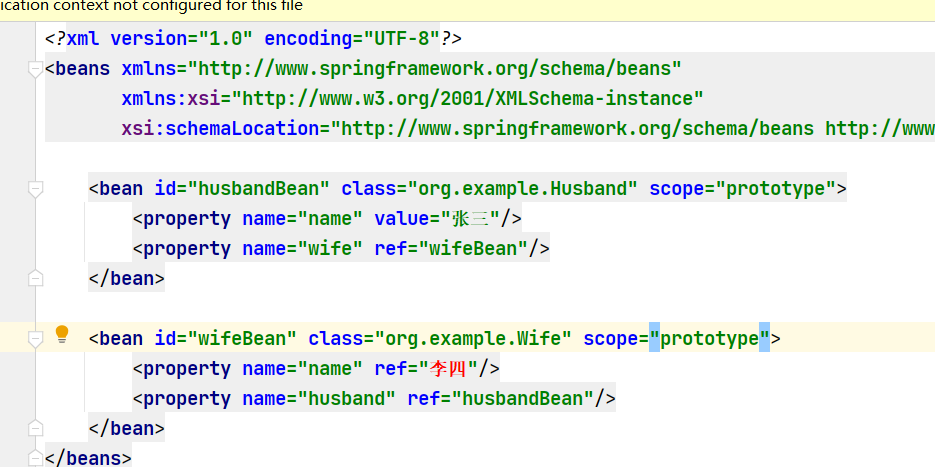 ication context not configured for this file
<?xml version="1.0" encoding="UTF-8"?>
<beans xmlns="http://www.springframework.org/schema/beans"
xmlns:xsi="http://www.w3.org/2001/XMLSchema-instance"
xsi:schemaLocation="http://www.springframework.org/schema/beans http://www
<bean id="husbandBean" class="org.example.Husband" scope="prototype">
<property name="name" value="张三"/>
<property name="wife" ref="wifeBean"/>
</bean>
<bean id="wifeBean" class="org.example.Wife" scope="prototype">
<property name="name" ref="李四"/>
<property name="husband" ref="husbandBean"/>
</bean>
</beans>